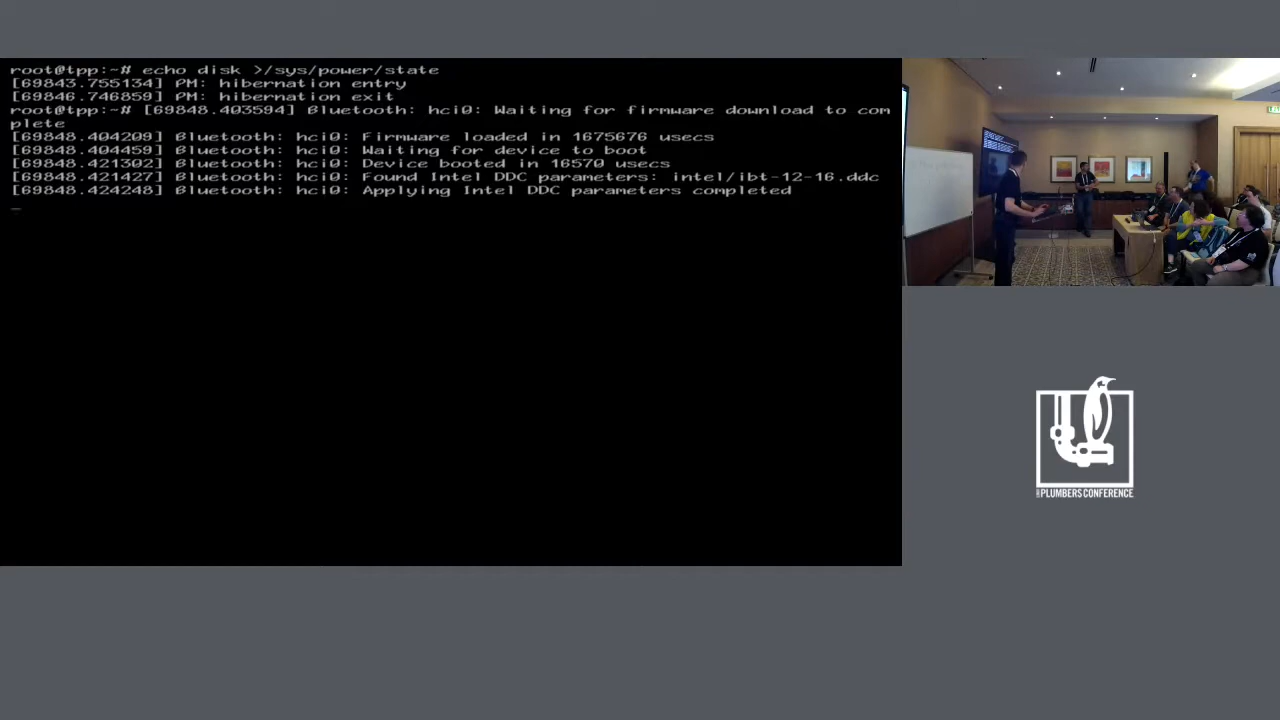 root@tpp:~# echo disk >/sys/power/state
[69843.755134] PM: hibernation entry
[69846.746859] PM: hibernation exit
root@tpp:~# [69848.403594] Bluetooth: hci0: Waiting for firmware download to com
plete
[69848.404209] Bluetooth: hci0: Firmware loaded in 1675676 usecs
[69848.404459] Bluetooth: hci0: Waiting for device to boot
[69848.421302] Bluetooth: hci0: Device booted in 16570 usecs
[69848.421427] Bluetooth: hci0: Found Intel DDC parameters: intel/ibt-12-16.ddc
[69848.424248] Bluetooth: hci0: Applying Intel DDC parameters completed
PLUMBERS CONFERENCE